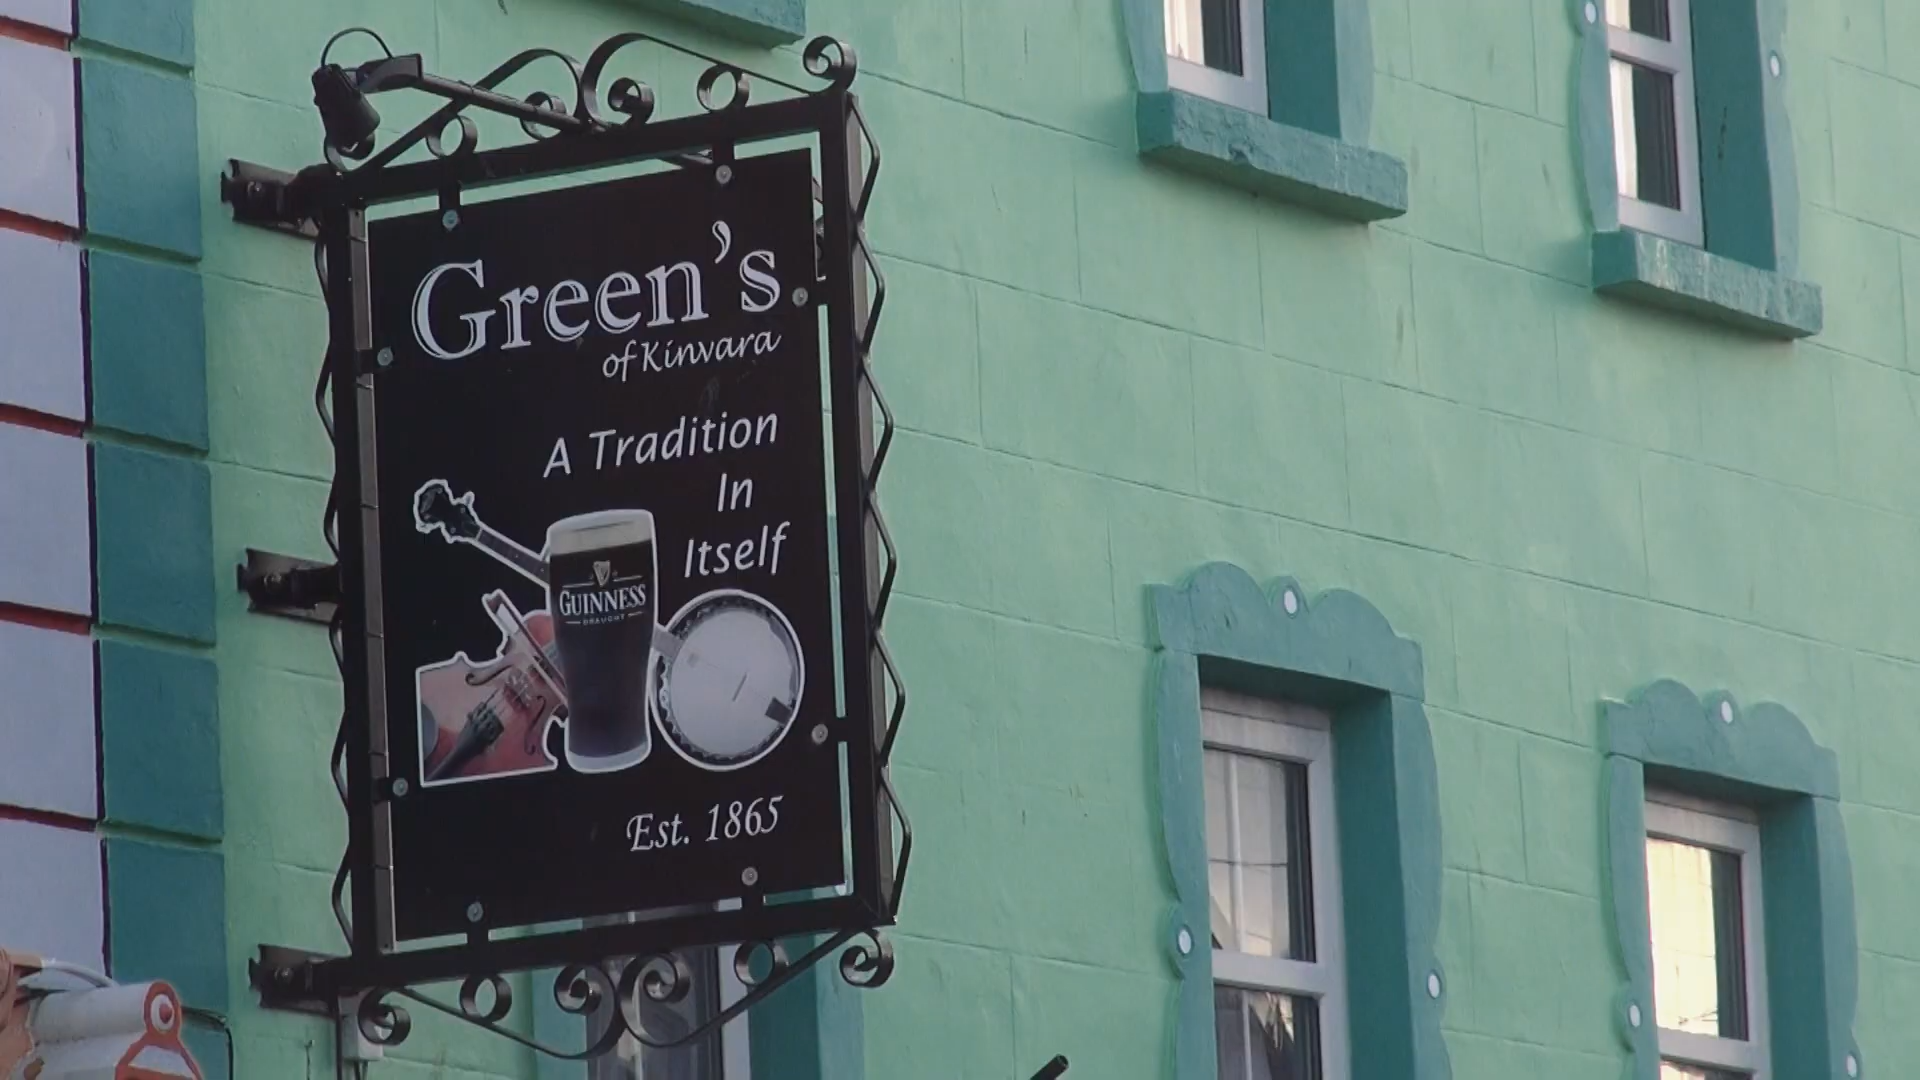 Green's
of Kinvara
A Tradition
In
Itself
GUINNESS
DRAUGHT
Est. 1865